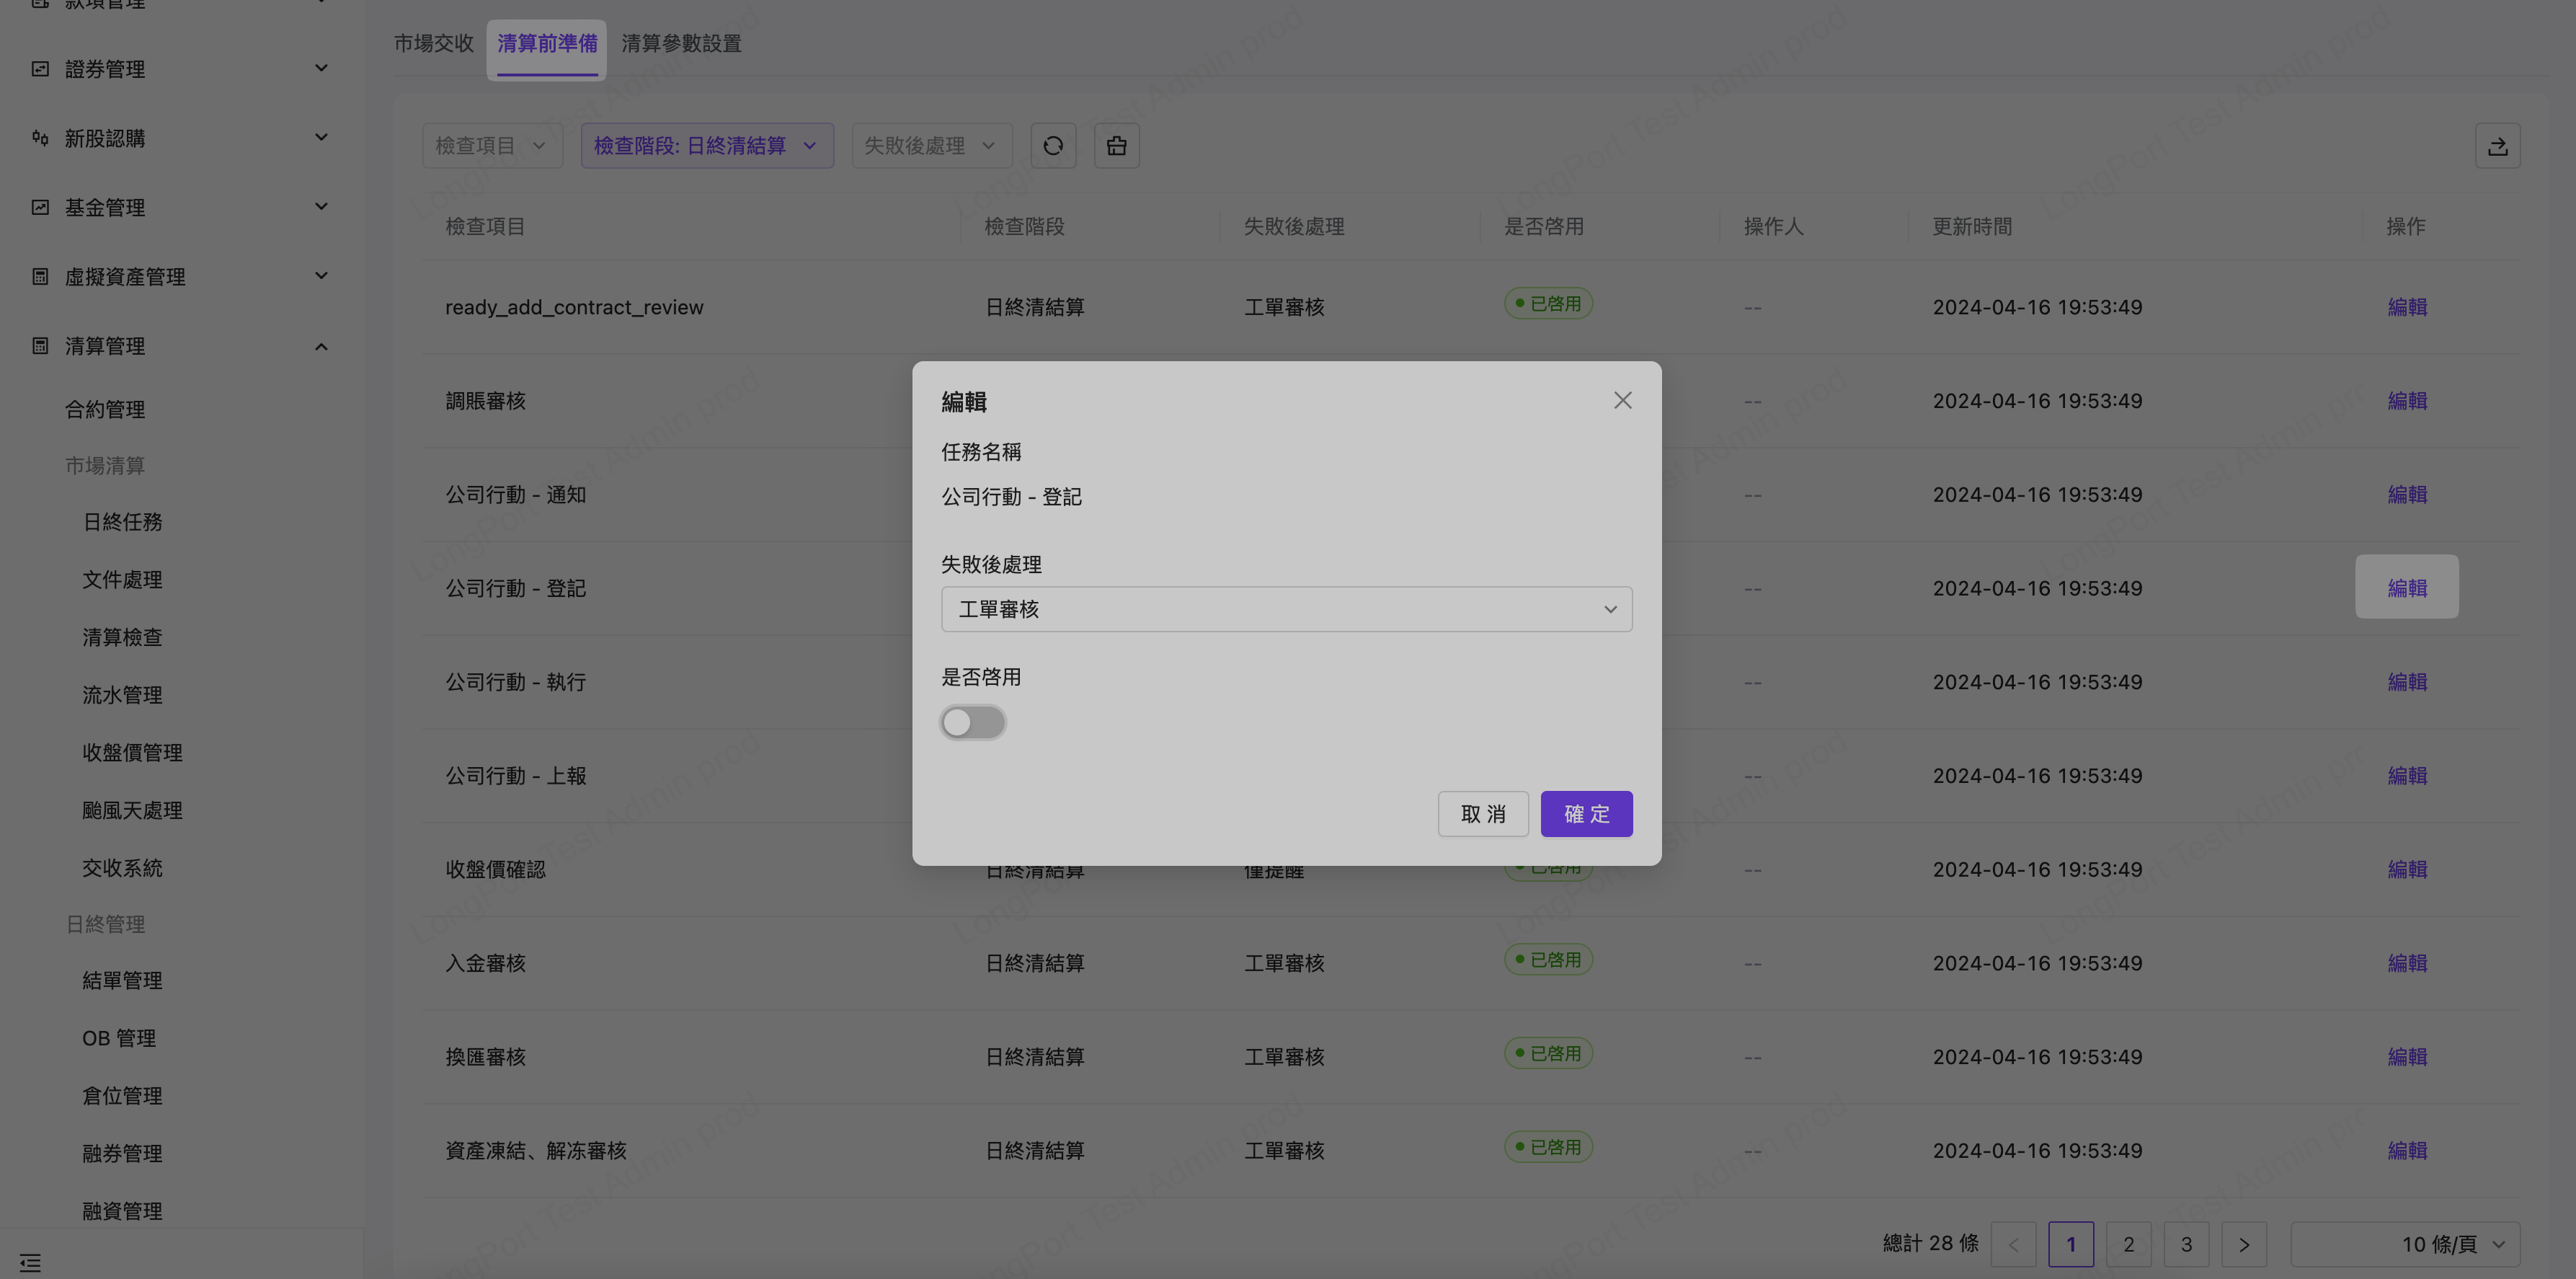 款項管理
證券管理
新股認購
基金管理
虛擬資產管理
清算管理
合約管理
市場清算
日終任務
文件處理
清算檢查
流水管理
收盤價管理
颱風天處理
交收系統
日終管理
結單管理
OB 管理
倉位管理
融券管理
融資管理
市場交收 清算前準備 清算參數設置
檢查項目 檢查階段: 日終清結算 失敗後處理
檢查項目 檢查階段 失敗後處理 是否啓用 操作人 更新時間 操作
ready_add_contract_review 日終清結算 工單審核 已啓用 -- 2024-04-16 19:53:49 編輯
調賬審核 -- 2024-04-16 19:53:49 編輯
公司行動 - 通知 -- 2024-04-16 19:53:49 編輯
公司行動 - 登記 -- 2024-04-16 19:53:49 編輯
公司行動 - 執行 -- 2024-04-16 19:53:49 編輯
公司行動 - 上報 -- 2024-04-16 19:53:49 編輯
收盤價確認 日終清結算 僅提醒 已啓用 -- 2024-04-16 19:53:49 編輯
入金審核 日終清結算 工單審核 已啓用 -- 2024-04-16 19:53:49 編輯
換匯審核 日終清結算 工單審核 已啓用 -- 2024-04-16 19:53:49 編輯
資產凍結、解冻審核 日終清結算 工單審核 已啓用 -- 2024-04-16 19:53:49 編輯
總計 28 條 1 2 3 10 條/頁
編輯
任務名稱
公司行動 - 登記
失敗後處理
工單審核
是否啓用
取 消 確 定
LongPort Test Admin prod